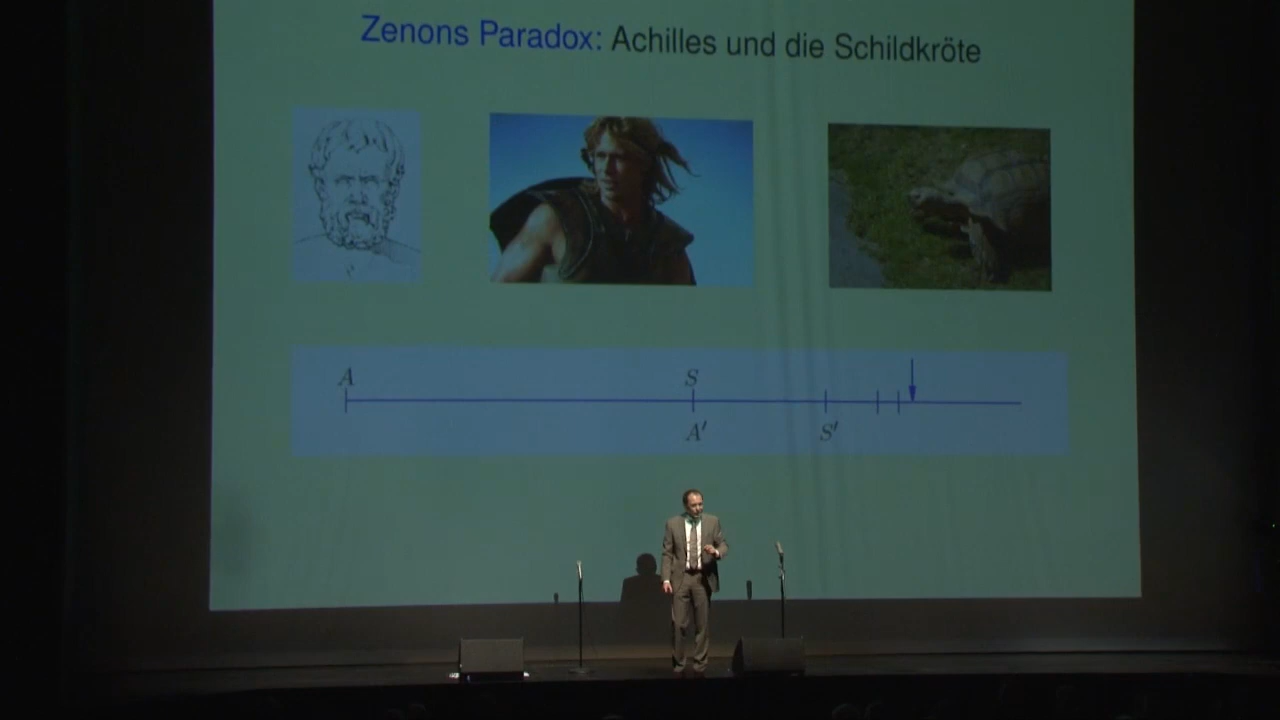 Zenons Paradox: Achilles und die Schildkröte
A
S
A′
S′